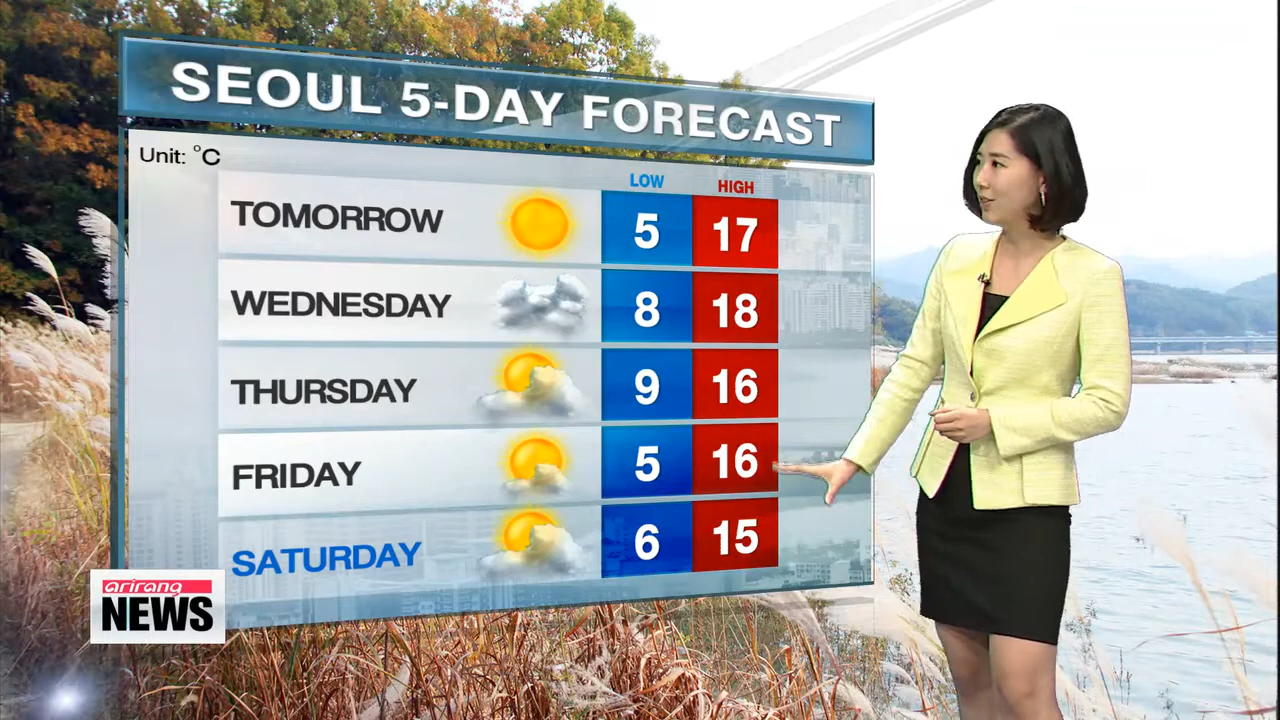 SEOUL 5-DAY FORECAST
Unit: °C
LOW HIGH
TOMORROW 5 17
WEDNESDAY 8 18
THURSDAY 9 16
FRIDAY 5 16
SATURDAY 6 15
arirang
NEWS